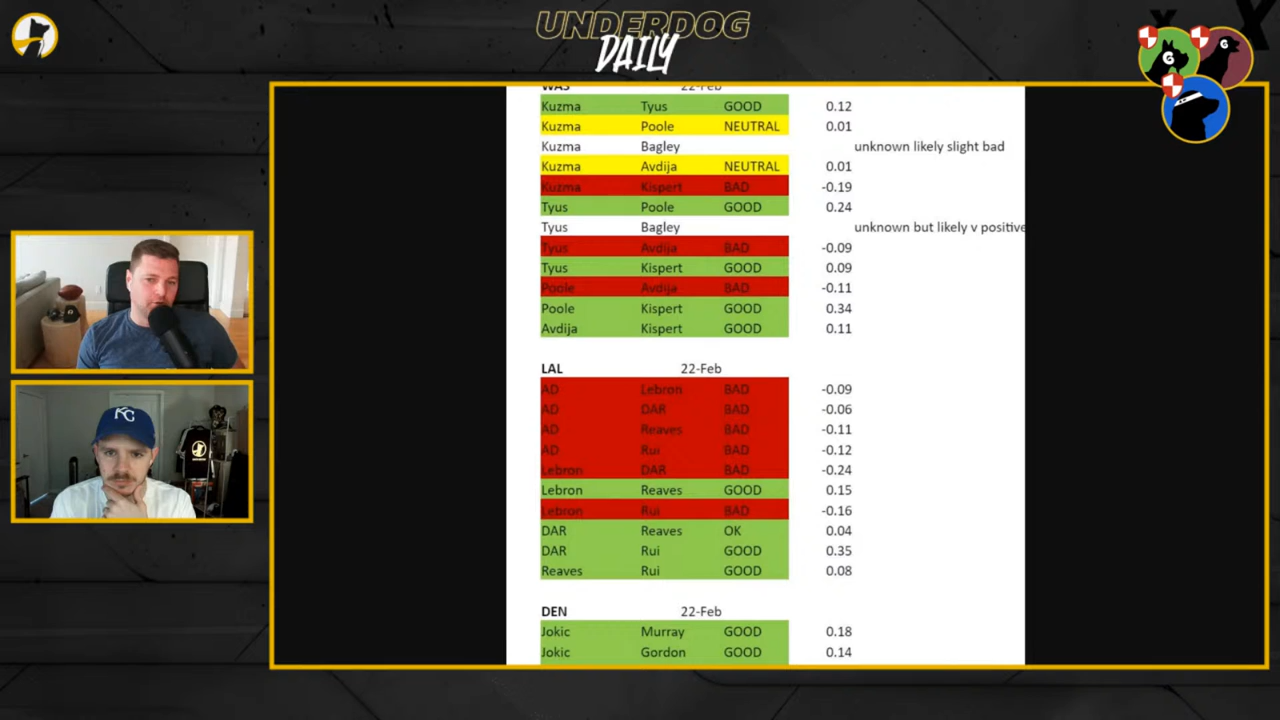 UNDERDOG
DAILY
WAS 22-Feb
Kuzma Tyus GOOD 0.12
Kuzma Poole NEUTRAL 0.01
Kuzma Bagley unknown likely slight bad
Kuzma Avdija NEUTRAL 0.01
Kuzma Kispert BAD -0.19
Tyus Poole GOOD 0.24
Tyus Bagley unknown but likely v positive
Tyus Avdija BAD -0.09
Tyus Kispert GOOD 0.09
Poole Avdija BAD -0.11
Poole Kispert GOOD 0.34
Avdija Kispert GOOD 0.11
LAL 22-Feb
AD Lebron BAD -0.09
AD DAR BAD -0.06
AD Reaves BAD -0.11
AD Rui BAD -0.12
Lebron DAR BAD -0.24
Lebron Reaves GOOD 0.15
Lebron Rui BAD -0.16
DAR Reaves OK 0.04
DAR Rui GOOD 0.35
Reaves Rui GOOD 0.08
DEN 22-Feb
Jokic Murray GOOD 0.18
Jokic Gordon GOOD 0.14
KC
G
G